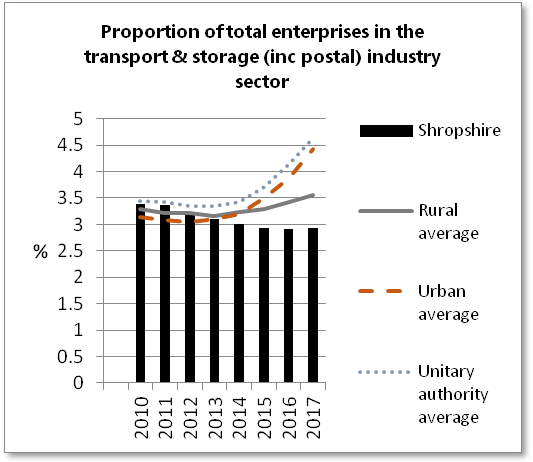 Proportion of total enterprises in the
transport & storage (inc postal) industry
sector
5
4.5
4
3.5
3
2.5
2
1.5
1
0.5
0
%
2010
2011
2012
2013
2014
2015
2016
2017
Shropshire
Rural
average
Urban
average
Unitary
authority
average